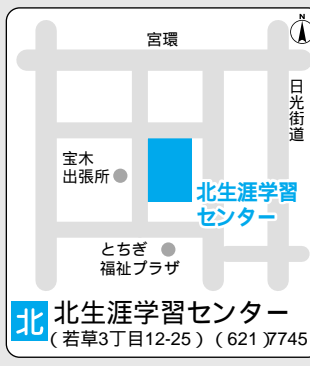 N
宮環
日光街道
宝木
出張所
北生涯学習
センター
とちぎ
福祉プラザ
北 北生涯学習センター
(若草3丁目12-25)(621)7745